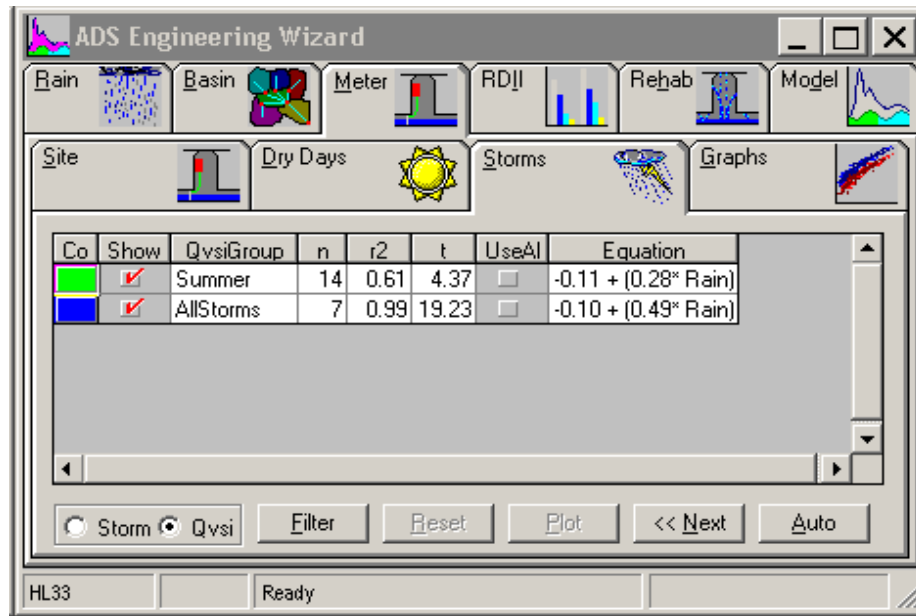 ADS Engineering Wizard
Rain Basin Meter RDII Rehab Model
Site Dry Days Storms Graphs
Co Show QvsiGroup n r2 t UseAl Equation
Summer 14 0.61 4.37 -0.11 + (0.28* Rain)
AllStorms 7 0.99 19.23 -0.10 + (0.49* Rain)
Storm Qvsi Filter Reset Plot << Next Auto
HL33 Ready